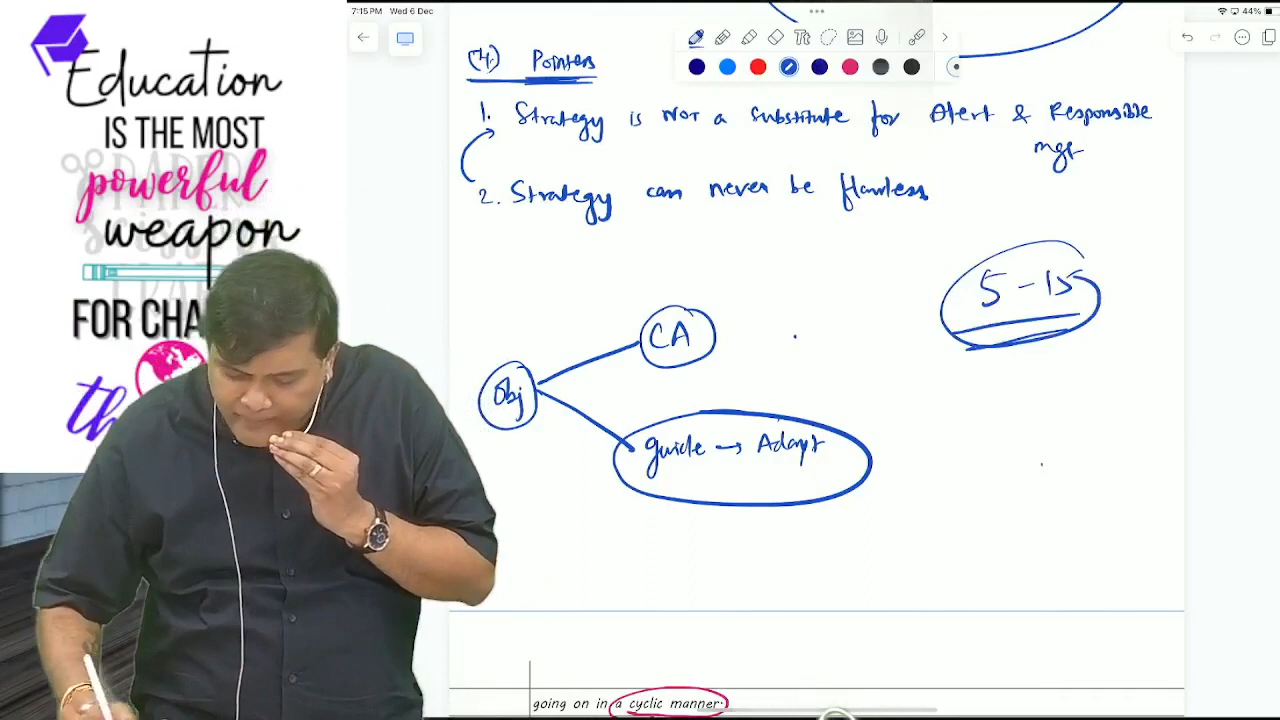 7:15 PM Wed 6 Dec
44%
Education
IS THE MOST
powerful
weapon
FOR CHA
th
Tt
(4.) Pointers
1. Strategy is NOT a substitute for Alert & Responsible
mgt
2. Strategy can never be flawless
5-15
CA
Obj
guide → Adapt
going on in a cyclic manner.